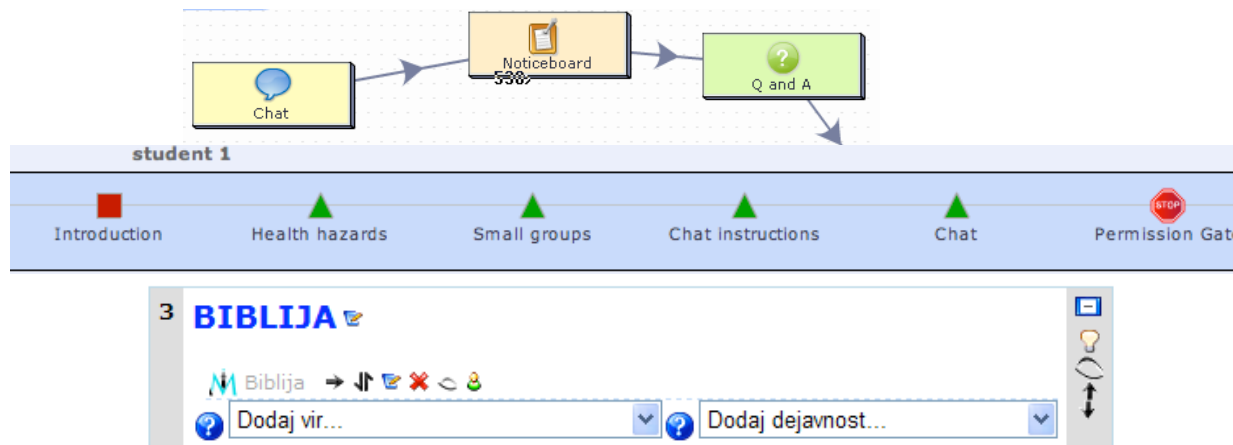 Noticeboard
Chat
Q and A
student 1
Introduction Health hazards Small groups Chat instructions Chat STOP Permission Gat
3 BIBLIJA
Biblija
Dodaj vir... Dodaj dejavnost...